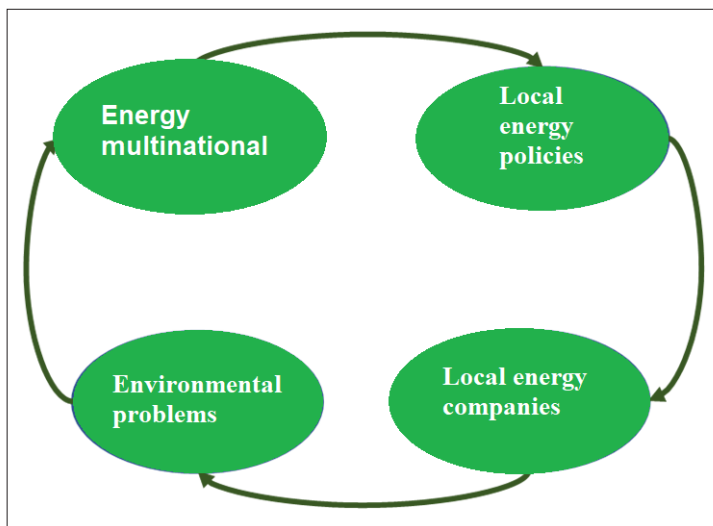 Energy
multinational
Local
energy
policies
Environmental
problems
Local energy
companies